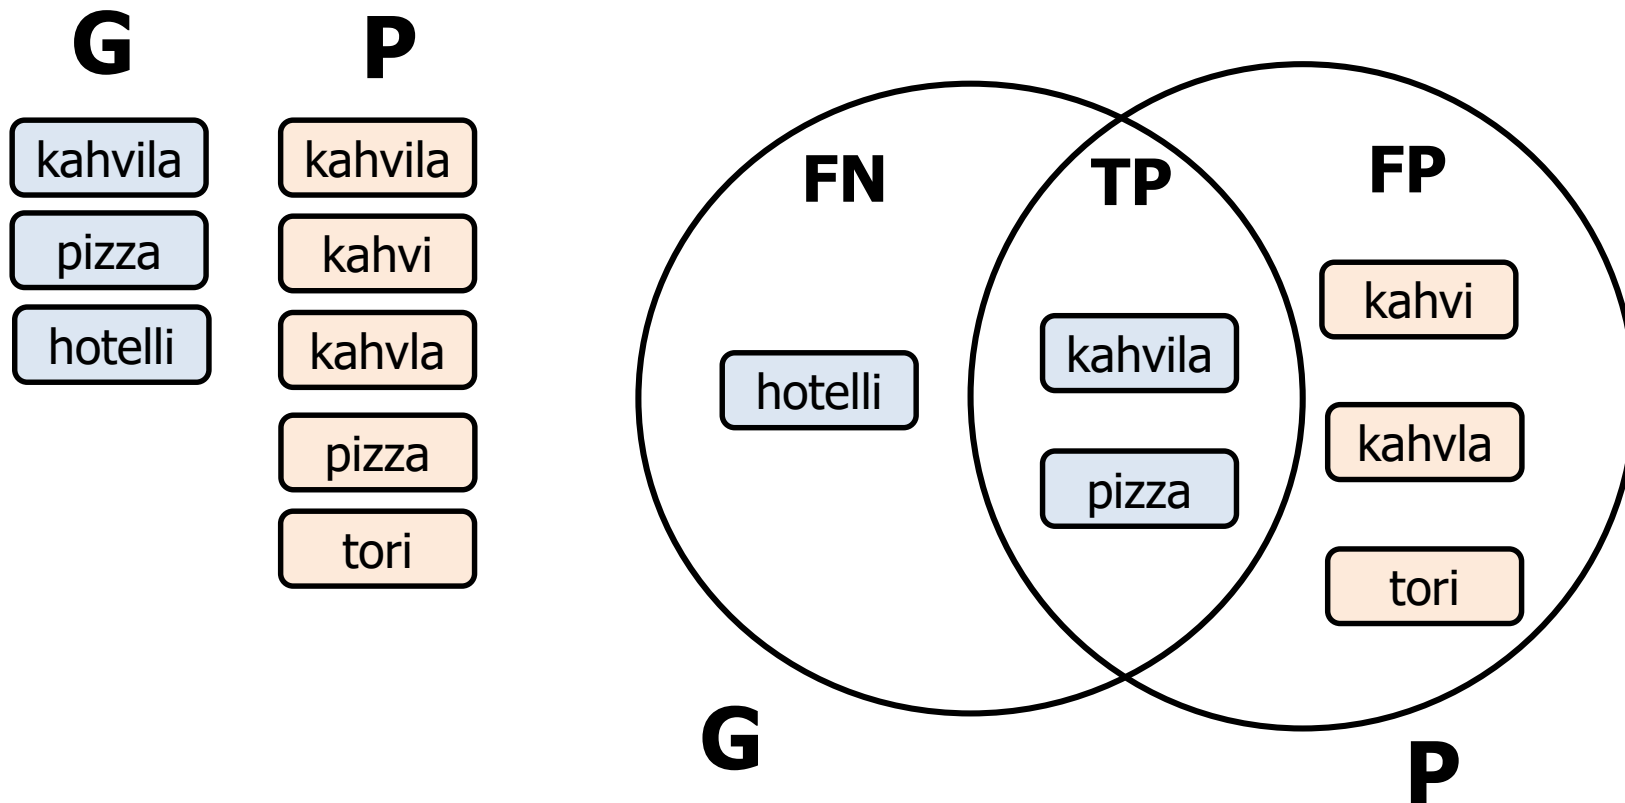 G
kahvila
pizza
hotelli
P
kahvila
kahvi
kahvla
pizza
tori
FN
hotelli
TP
kahvila
pizza
FP
kahvi
kahvla
tori
G
P